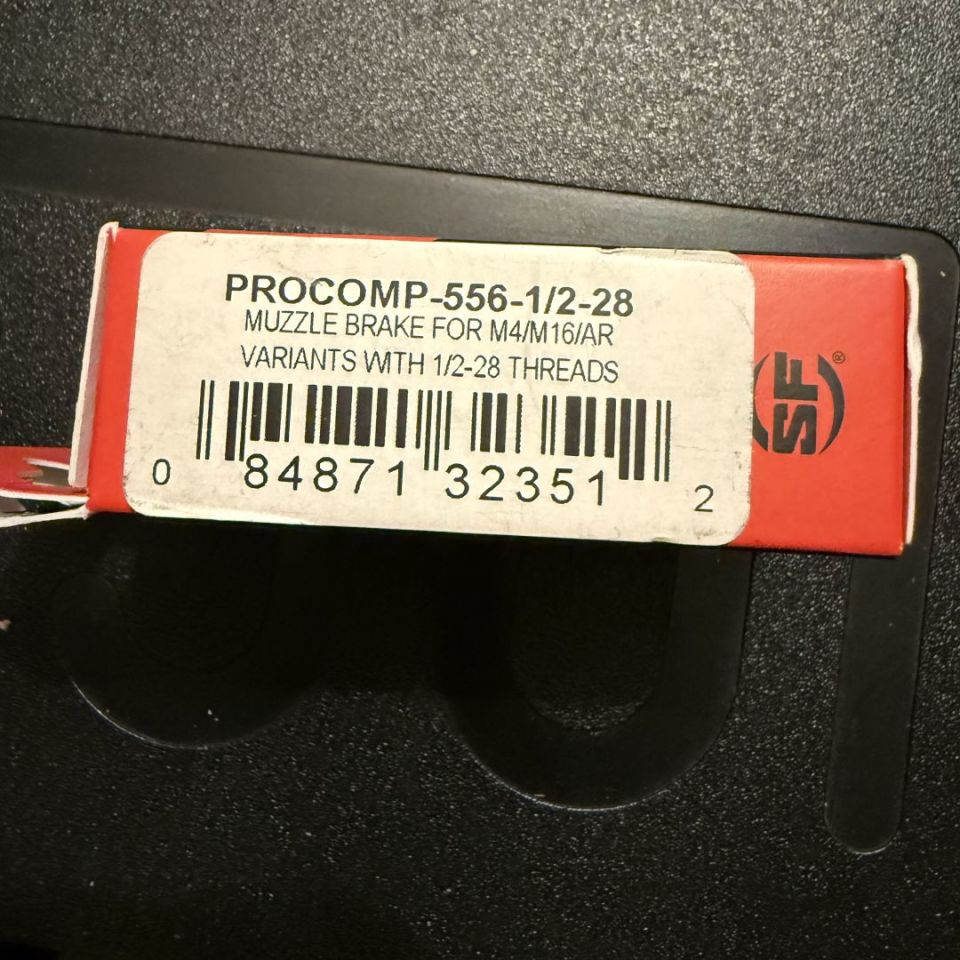 PROCOMP-556-1/2-28
MUZZLE BRAKE FOR M4/M16/AR
VARIANTS WITH 1/2-28 THREADS
0 84871 32351 2
(SF)®